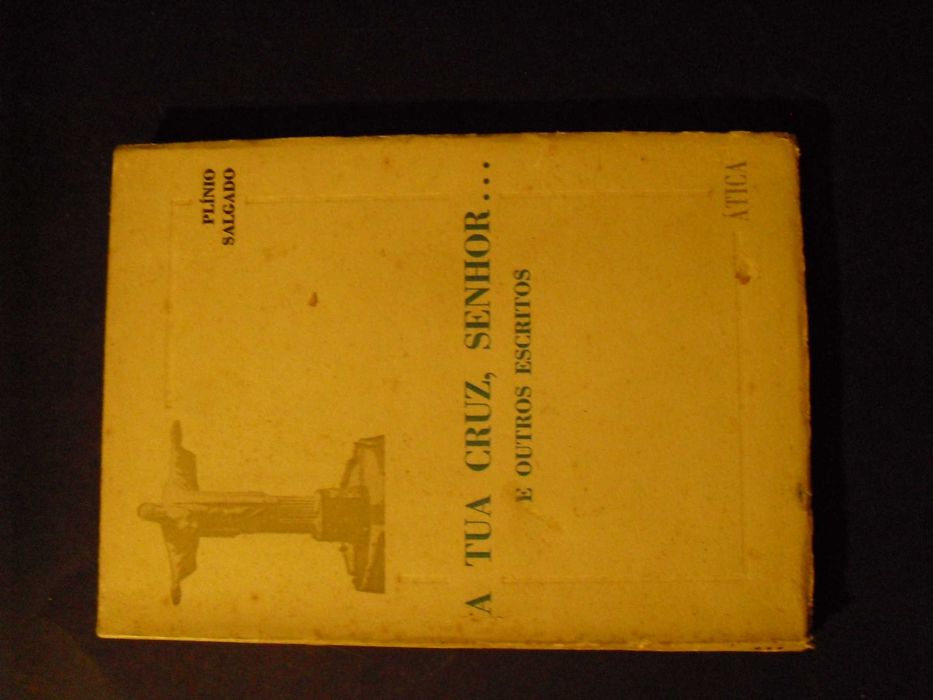 PLÍNIO
SALGADO
A TUA CRUZ, SENHOR...
E OUTROS ESCRITOS
ÁTICA